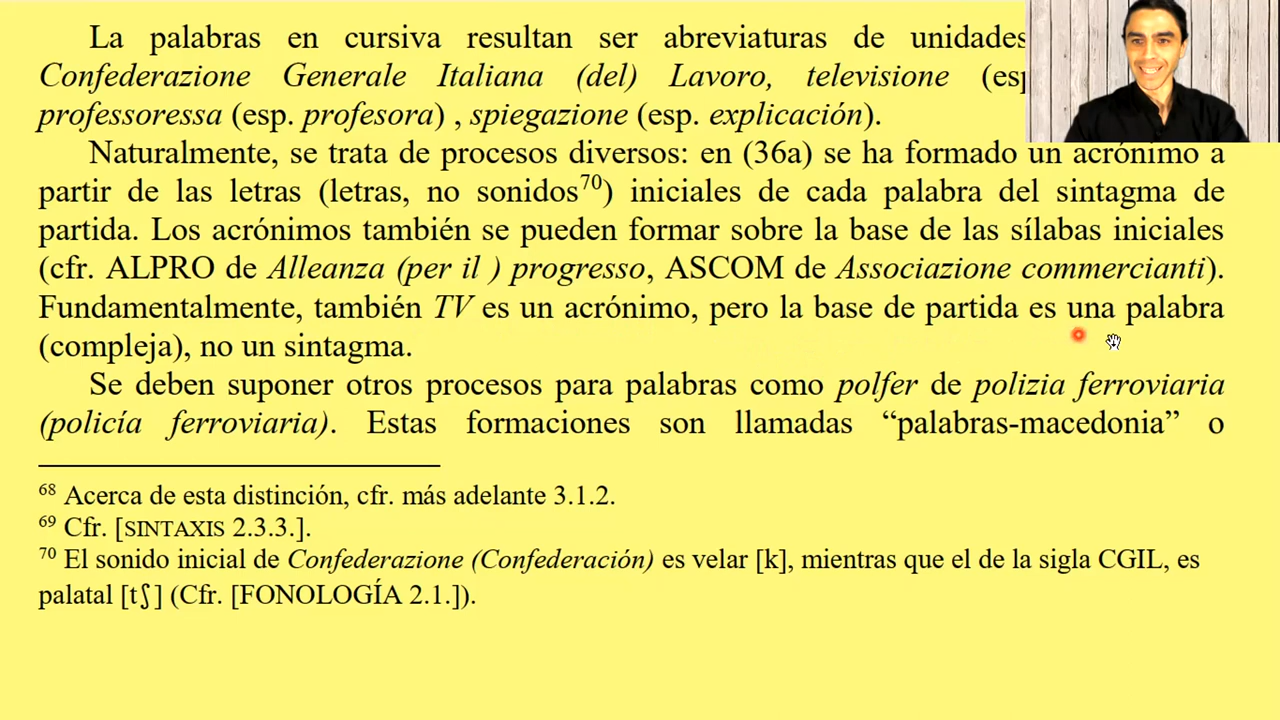 La palabras en cursiva resultan ser abreviaturas de unidades
Confederazione Generale Italiana (del) Lavoro, televisione
professoressa (esp. profesora) , spiegazione (esp. explicación).
Naturalmente, se trata de procesos diversos: en (36a) se ha formado un acrónimo a
partir de las letras (letras, no sonidos⁷⁰) iniciales de cada palabra del sintagma de
partida. Los acrónimos también se pueden formar sobre la base de las sílabas iniciales
(cfr. ALPRO de Alleanza (per il ) progresso, ASCOM de Associazione commercianti).
Fundamentalmente, también TV es un acrónimo, pero la base de partida es una palabra
(compleja), no un sintagma.
Se deben suponer otros procesos para palabras como polfer de polizia ferroviaria
(policía ferroviaria). Estas formaciones son llamadas “palabras-macedonia” o
⁶⁸ Acerca de esta distinción, cfr. más adelante 3.1.2.
⁶⁹ Cfr. [SINTAXIS 2.3.3.].
⁷⁰ El sonido inicial de Confederazione (Confederación) es velar [k], mientras que el de la sigla CGIL, es
palatal [tʃ] (Cfr. [FONOLOGÍA 2.1.]).